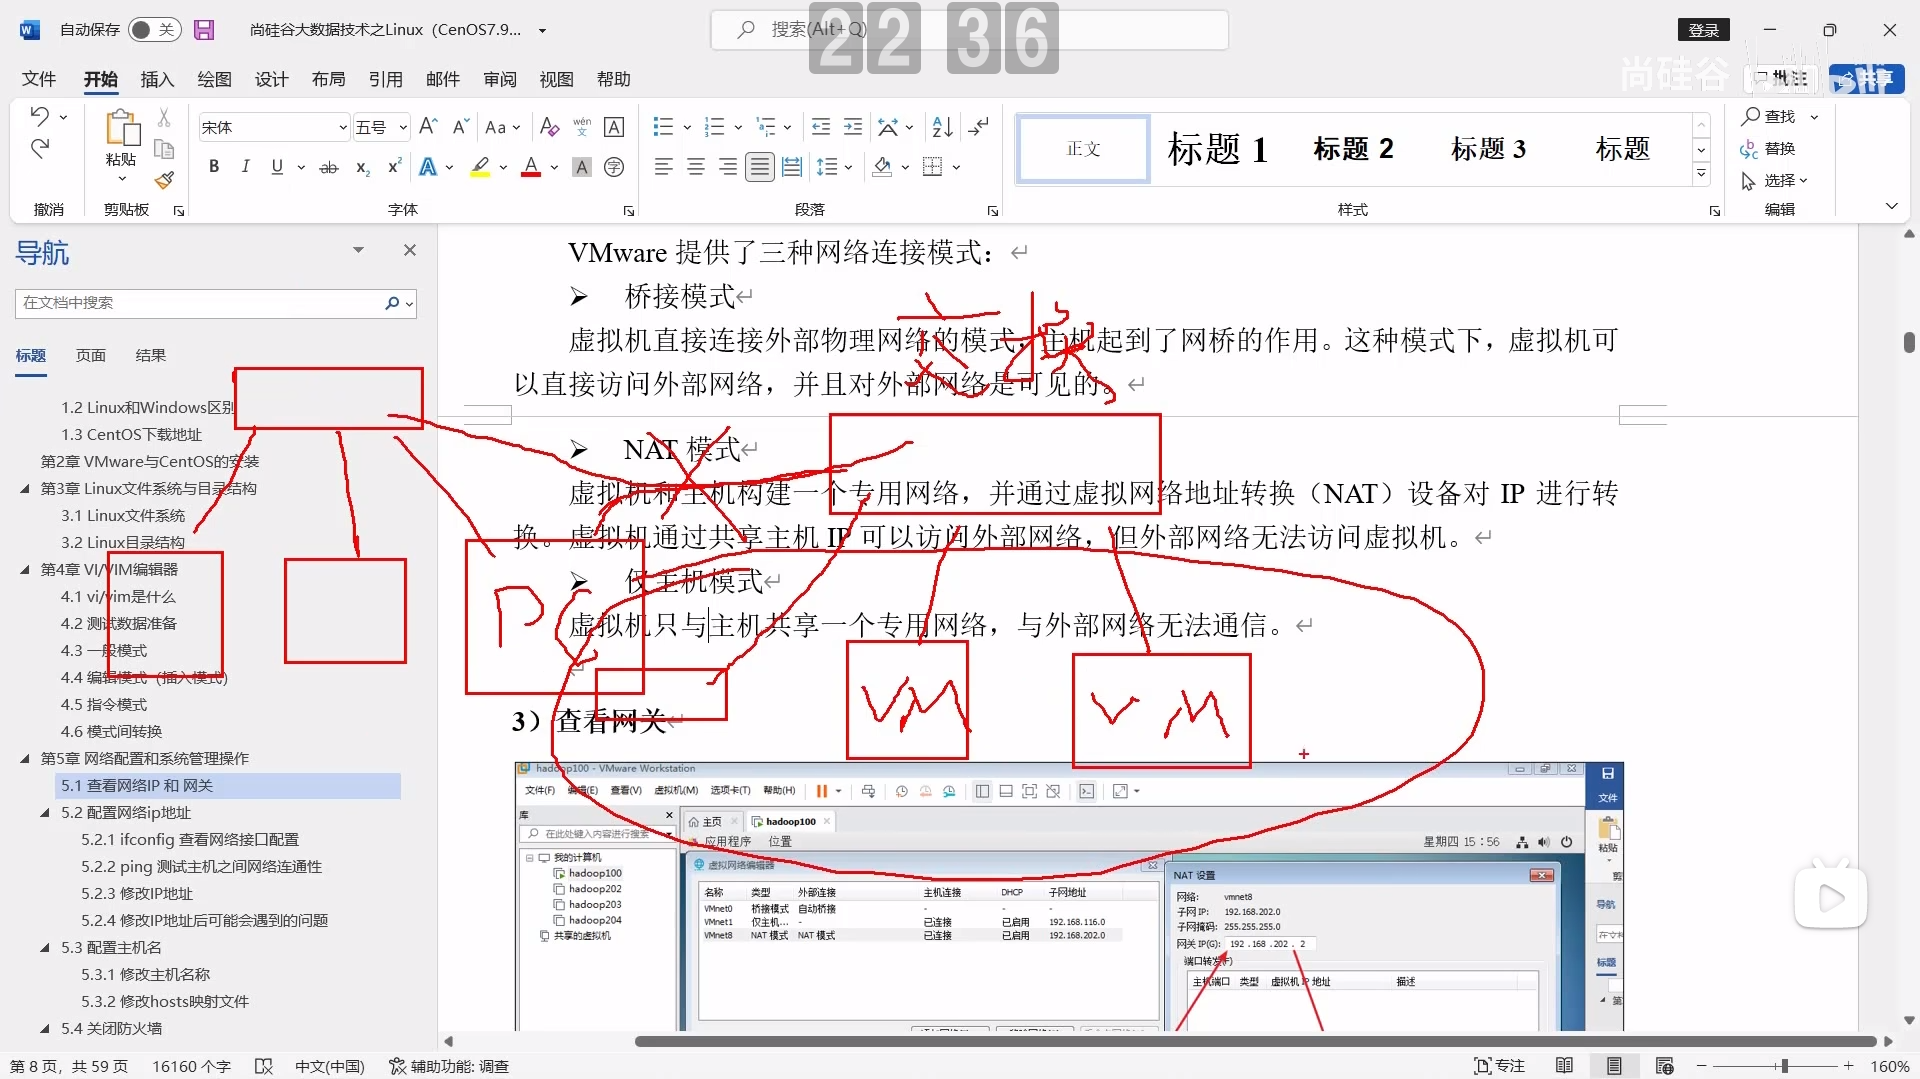 22 36
自动保存 关 尚硅谷大数据技术之Linux（CenOS7.9... 搜索(Alt+Q) 登录
尚硅谷
文件 开始 插入 绘图 设计 布局 引用 邮件 审阅 视图 帮助 批注 共享
宋体 五号 Aa
粘贴
正文 标题 1 标题 2 标题 3 标题
查找
替换
选择
撤消 剪贴板 字体 段落 样式 编辑
导航
在文档中搜索
标题 页面 结果
1.2 Linux和Windows区别
1.3 CentOS下载地址
第2章 VMware与CentOS的安装
第3章 Linux文件系统与目录结构
3.1 Linux文件系统
3.2 Linux目录结构
第4章 VI/VIM编辑器
4.1 vi/vim是什么
4.2 测试数据准备
4.3 一般模式
4.4 编辑模式（插入模式）
4.5 指令模式
4.6 模式间转换
第5章 网络配置和系统管理操作
5.1 查看网络IP 和 网关
5.2 配置网络ip地址
5.2.1 ifconfig 查看网络接口配置
5.2.2 ping 测试主机之间网络连通性
5.2.3 修改IP地址
5.2.4 修改IP地址后可能会遇到的问题
5.3 配置主机名
5.3.1 修改主机名称
5.3.2 修改hosts映射文件
5.4 关闭防火墙
VMware 提供了三种网络连接模式：
➢ 桥接模式
虚拟机直接连接外部物理网络的模式，主机起到了网桥的作用。这种模式下，虚拟机可
以直接访问外部网络，并且对外部网络是可见的。
➢ NAT 模式
虚拟机和主机构建一个专用网络，并通过虚拟网络地址转换（NAT）设备对 IP 进行转
换。虚拟机通过共享主机 IP 可以访问外部网络，但外部网络无法访问虚拟机。
➢ 仅主机模式
虚拟机只与主机共享一个专用网络，与外部网络无法通信。
3）查看网关
交换
PC
VM
VM
hadoop100 - VMware Workstation
文件(F) 编辑(E) 查看(V) 虚拟机(M) 选项卡(T) 帮助(H)
库
在此处键入内容进行搜索
我的计算机
hadoop100
hadoop202
hadoop203
hadoop204
共享的虚拟机
主页 hadoop100
应用程序 位置 星期四 15：56
虚拟网络编辑器
名称 类型 外部连接 主机连接 DHCP 子网地址
VMnet0 桥接模式 自动桥接 - - -
VMnet1 仅主机... - 已连接 已启用 192.168.116.0
VMnet8 NAT 模式 NAT 模式 已连接 已启用 192.168.202.0
NAT 设置
网络: vmnet8
子网 IP: 192.168.202.0
子网掩码: 255.255.255.0
网关 IP(G): 192 .168 .202 . 2
端口转发(F)
主机端口 类型 虚拟机 IP 地址 描述
文件
粘贴
导航
标题
第 8 页，共 59 页 16160 个字 中文(中国) 辅助功能: 调查 专注 160%